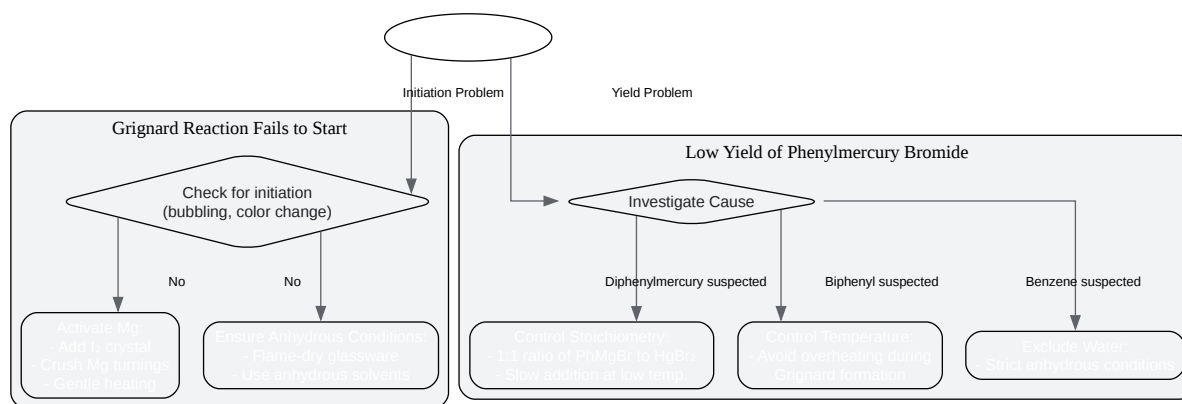 Initiation Problem
Yield Problem
Grignard Reaction Fails to Start
Low Yield of Phenylmercury Bromide
Check for initiation
(bubbling, color change)
Investigate Cause
No
No
Diphenylmercury suspected
Biphenyl suspected
Benzene suspected
Activate Mg:
- Add I₂ crystal
- Crush Mg turnings
- Gentle heating
Ensure Anhydrous Conditions:
- Flame-dry glassware
- Use anhydrous solvents
Control Stoichiometry:
- 1:1 ratio of PhMgBr to HgBr₂
- Slow addition at low temp.
Control Temperature:
- Avoid overheating during
Grignard formation
Exclude Water:
- Strict anhydrous conditions